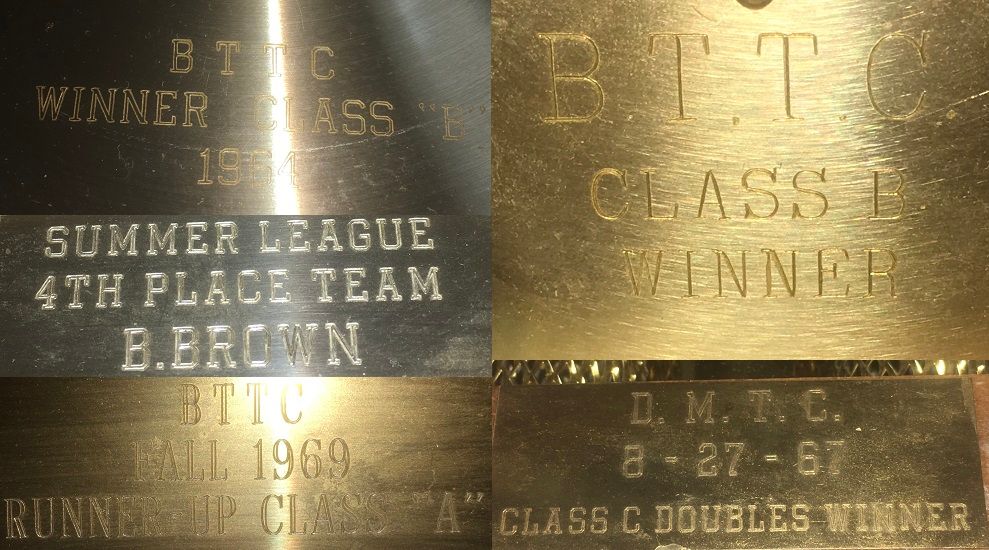 B T T C
WINNER CLASS "B"
1964
SUMMER LEAGUE
4TH PLACE TEAM
B.BROWN
BTTC
FALL 1969
RUNNER-UP CLASS "A"
B.T.T.C.
CLASS B.
WINNER
D. M. T. C.
8 - 27 - 67
CLASS C DOUBLES WINNER